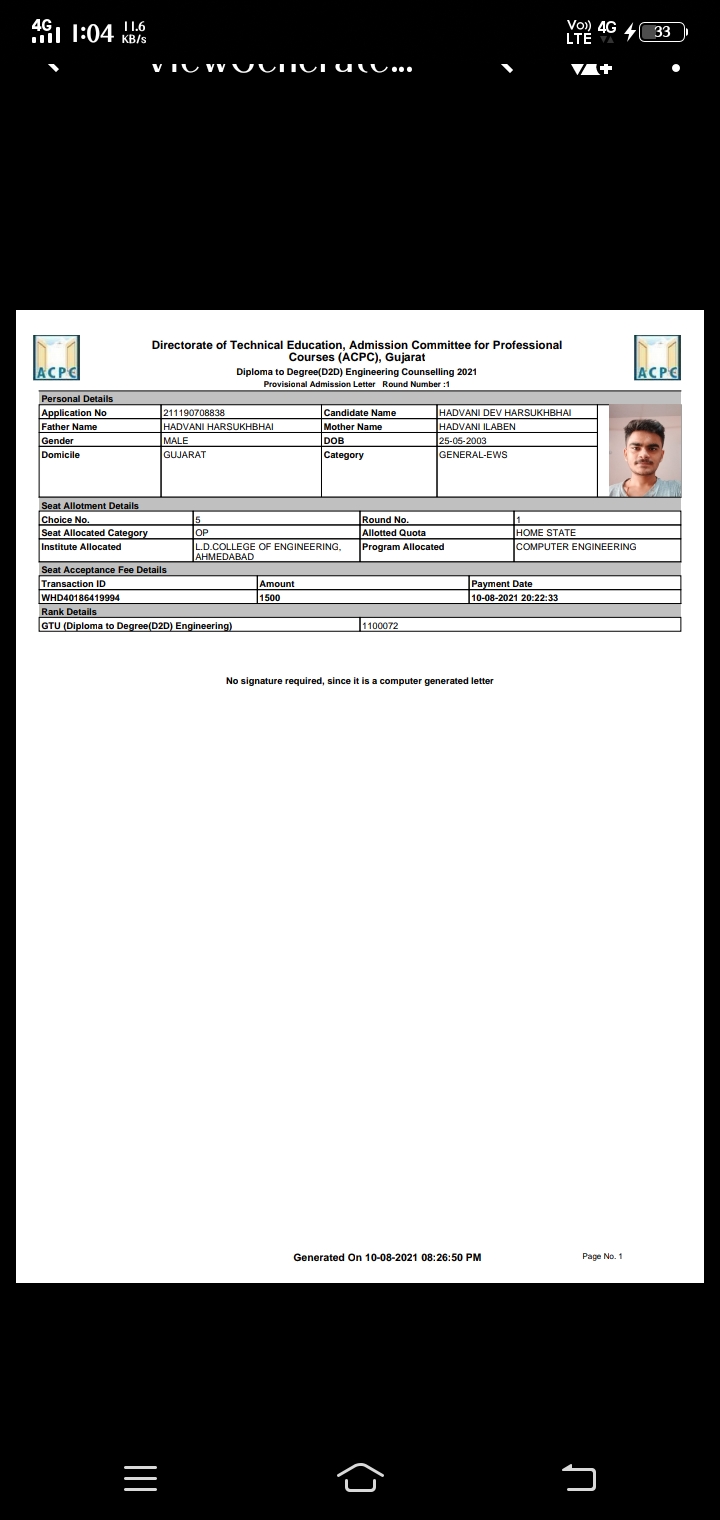 4G 1:04 11.6 KB/s Vo)) LTE 4G 33
ViewGenerate...
ACPC
Directorate of Technical Education, Admission Committee for Professional
Courses (ACPC), Gujarat
ACPC
Diploma to Degree(D2D) Engineering Counselling 2021
Provisional Admission Letter Round Number :1
Personal Details
Application No 211190708838 Candidate Name HADVANI DEV HARSUKHBHAI
Father Name HADVANI HARSUKHBHAI Mother Name HADVANI ILABEN
Gender MALE DOB 25-05-2003
Domicile GUJARAT Category GENERAL-EWS
Seat Allotment Details
Choice No. 5 Round No. 1
Seat Allocated Category OP Allotted Quota HOME STATE
Institute Allocated L.D.COLLEGE OF ENGINEERING, Program Allocated COMPUTER ENGINEERING
AHMEDABAD
Seat Acceptance Fee Details
Transaction ID Amount Payment Date
WHD40186419994 1500 10-08-2021 20:22:33
Rank Details
GTU (Diploma to Degree(D2D) Engineering) 1100072
No signature required, since it is a computer generated letter
Generated On 10-08-2021 08:26:50 PM Page No. 1